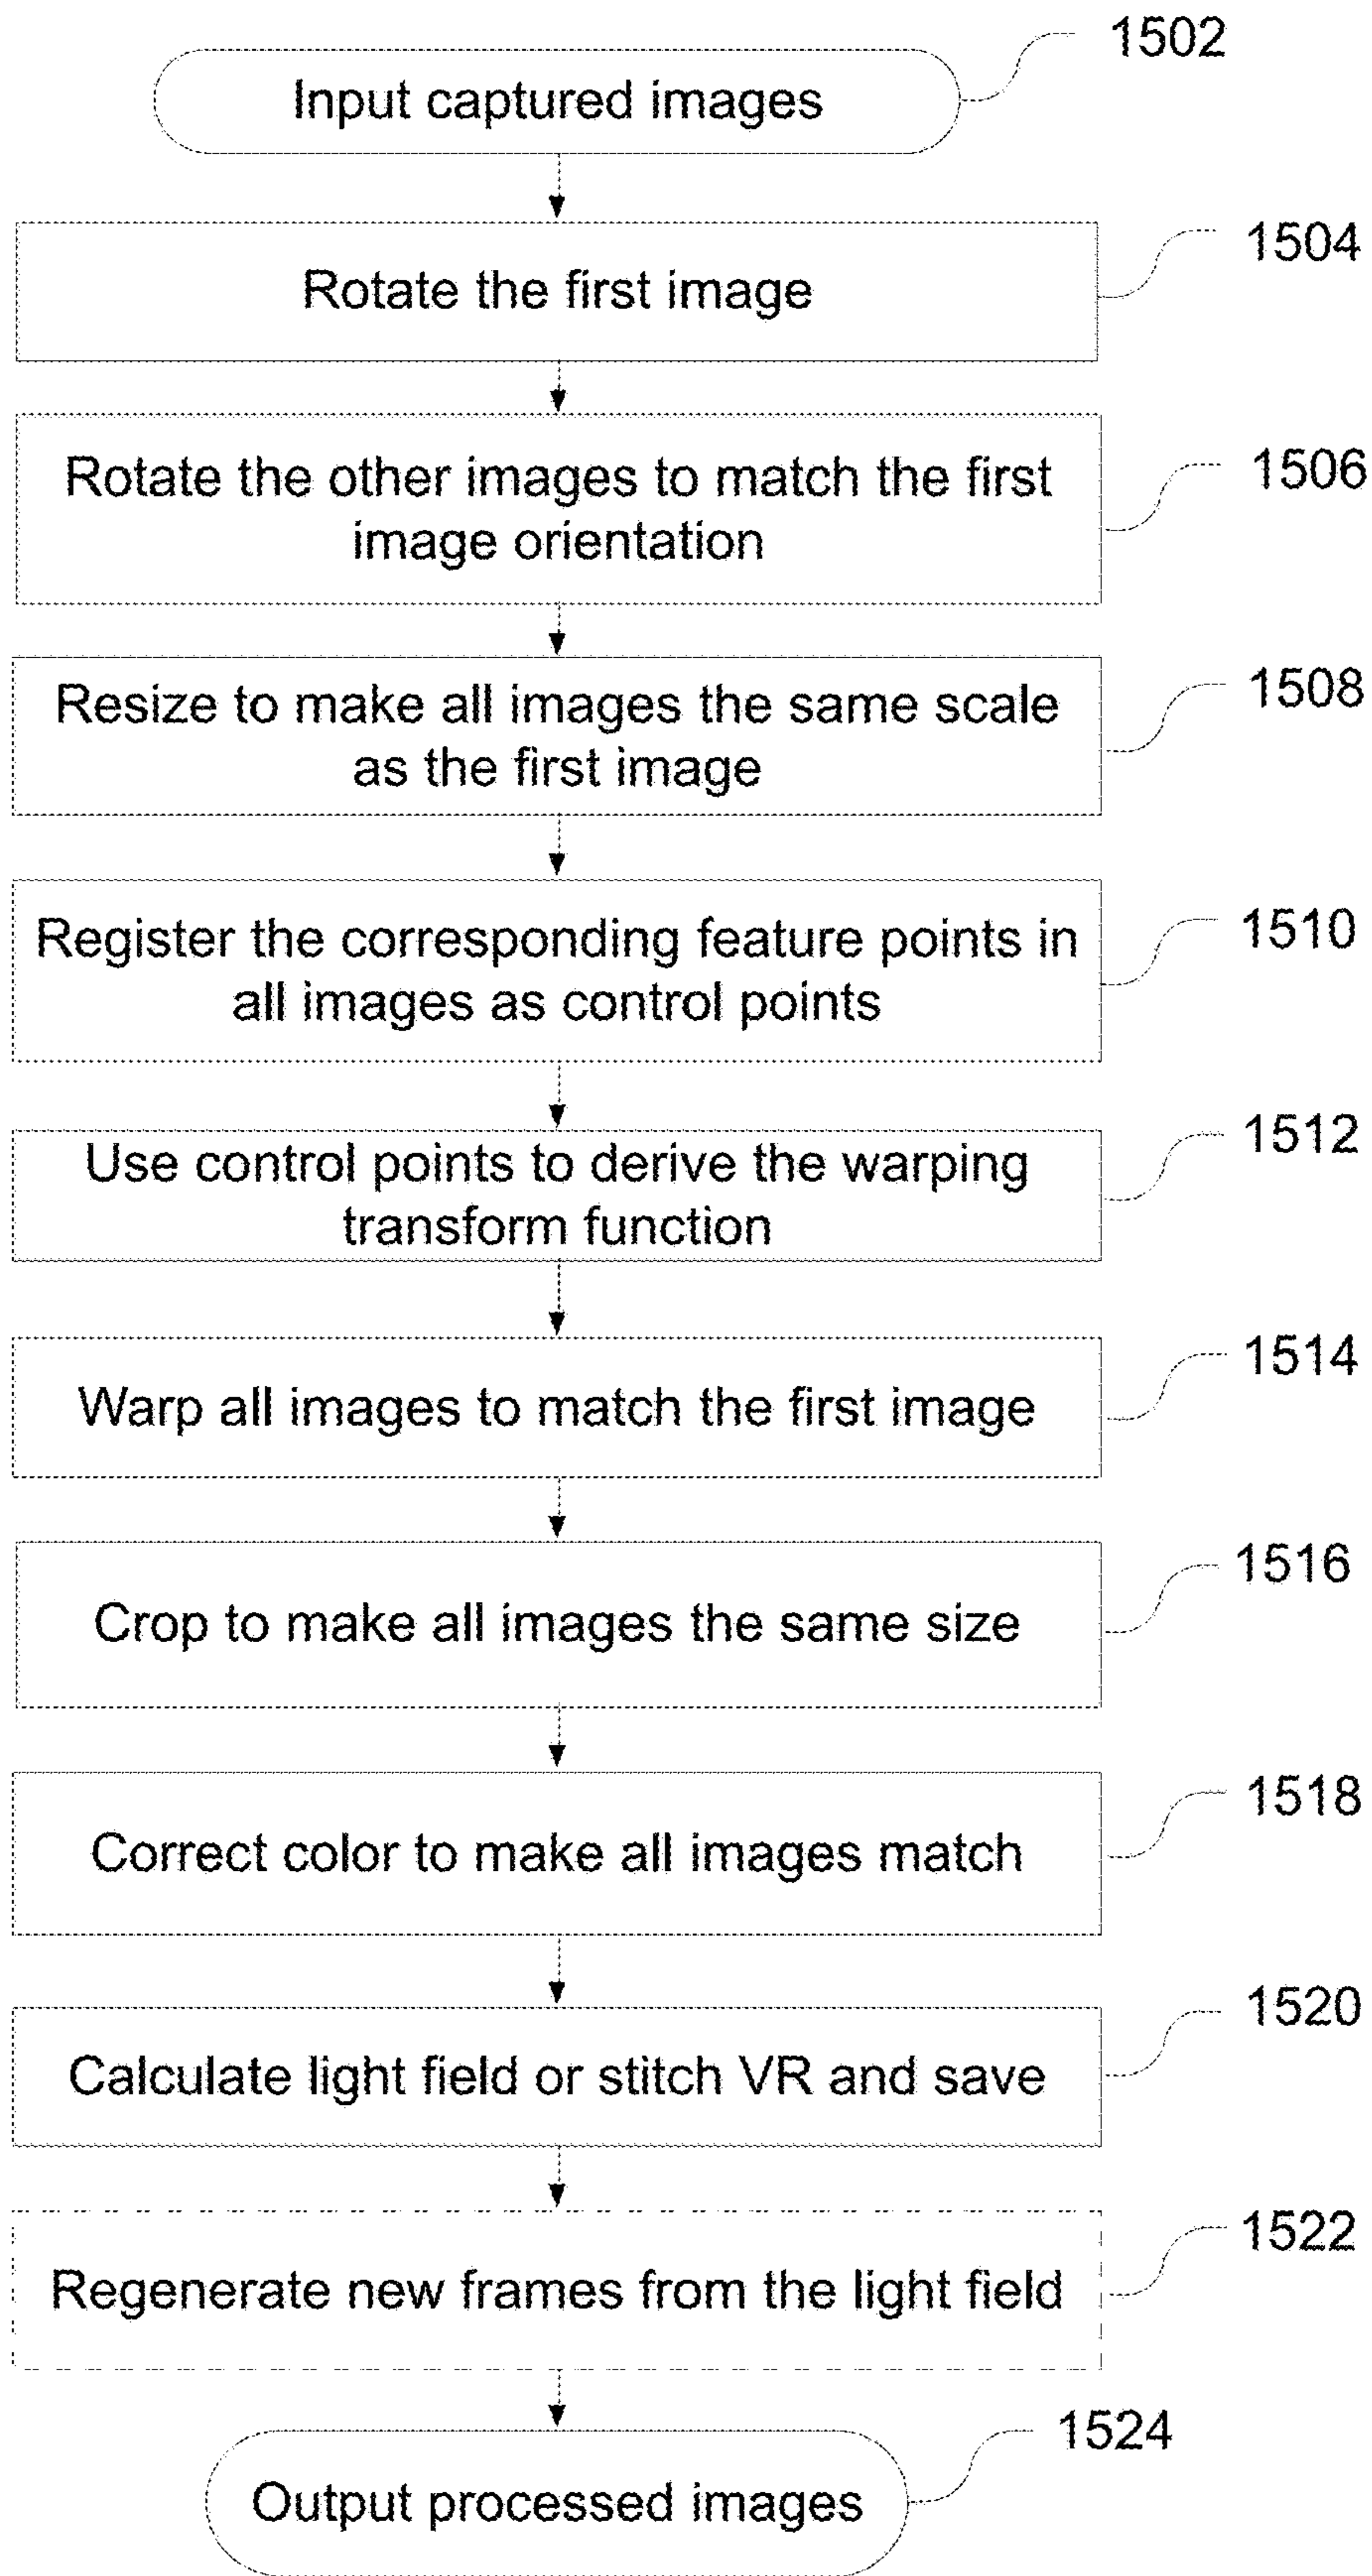 1502
Input captured images
1504
Rotate the first image
1506
Rotate the other images to match the first
image orientation
1508
Resize to make all images the same scale
as the first image
1510
Register the corresponding feature points in
all images as control points
1512
Use control points to derive the warping
transform function
1514
Warp all images to match the first image
1516
Crop to make all images the same size
1518
Correct color to make all images match
1520
Calculate light field or stitch VR and save
1522
Regenerate new frames from the light field
1524
Output processed images